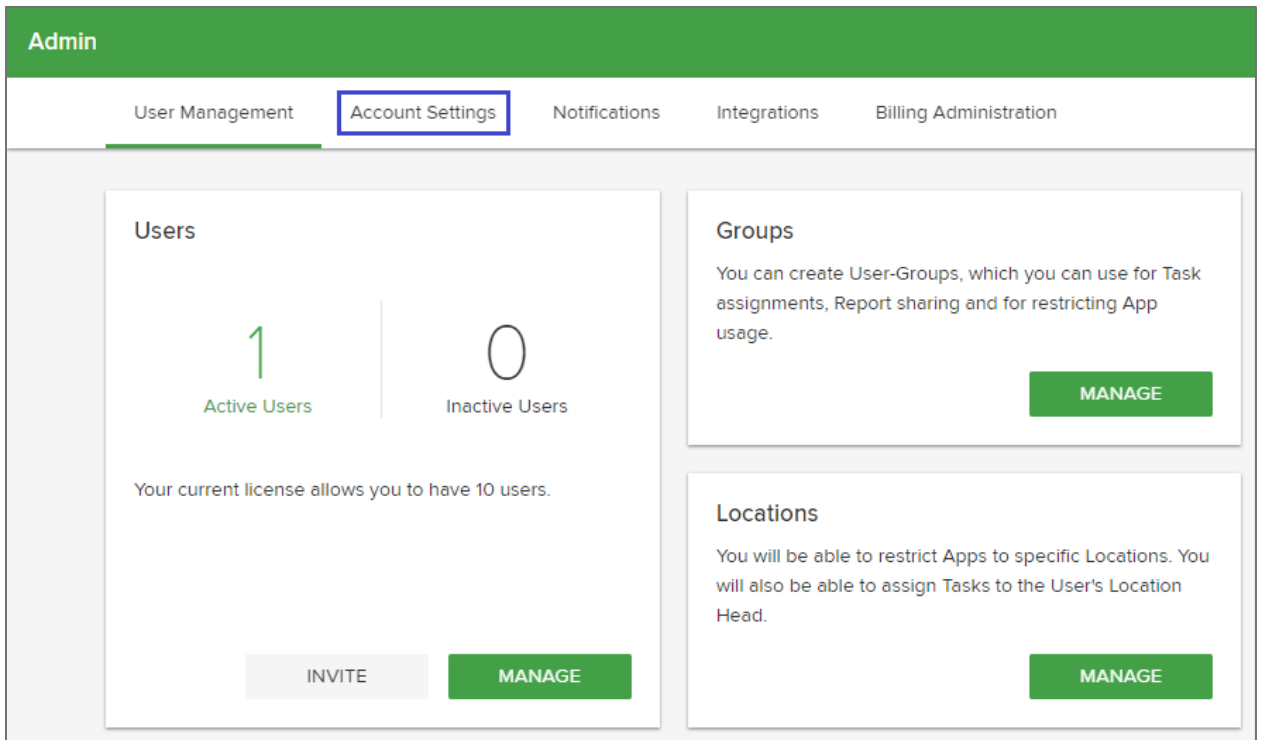 Admin
User Management
Account Settings
Notifications
Integrations
Billing Administration
Users
1
Active Users
0
Inactive Users
Your current license allows you to have 10 users.
INVITE
MANAGE
Groups
You can create User-Groups, which you can use for Task
assignments, Report sharing and for restricting App
usage.
MANAGE
Locations
You will be able to restrict Apps to specific Locations. You
will also be able to assign Tasks to the User's Location
Head.
MANAGE